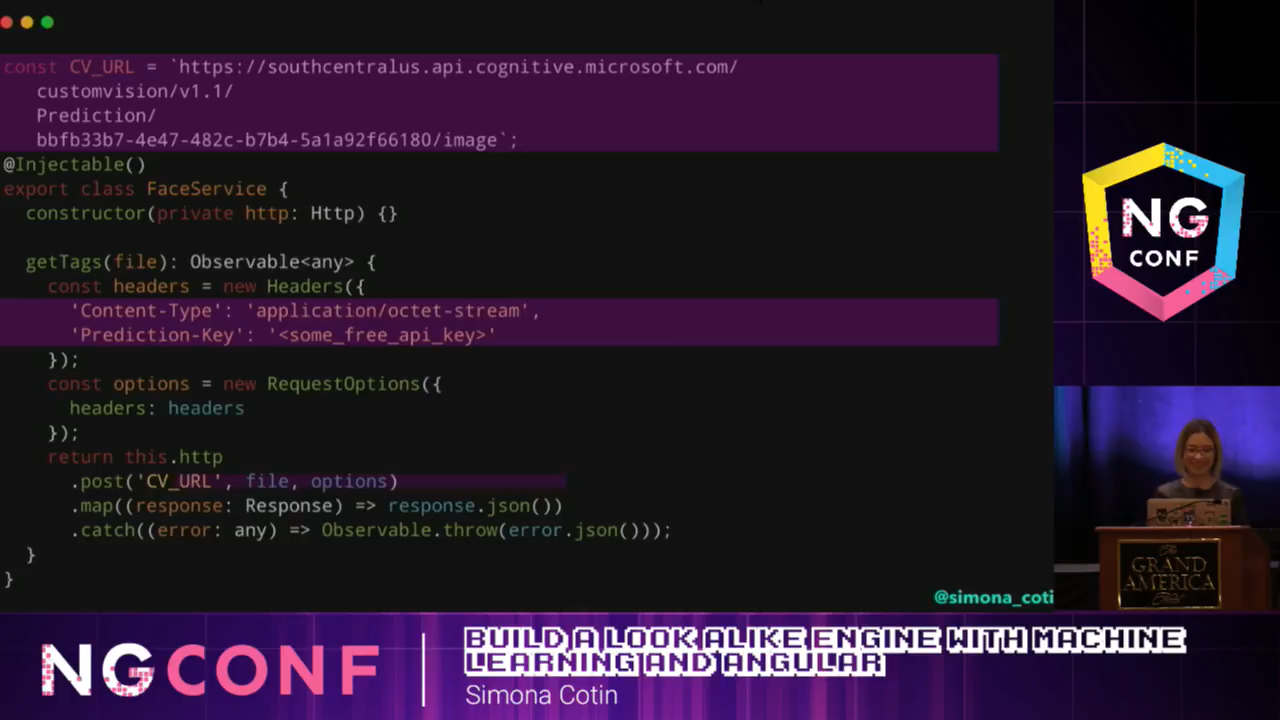 const CV_URL = `https://southcentralus.api.cognitive.microsoft.com/
customvision/v1.1/
Prediction/
bbfb33b7-4e47-482c-b7b4-5a1a92f66180/image`;
@Injectable()
export class FaceService {
constructor(private http: Http) {}
getTags(file): Observable<any> {
const headers = new Headers({
'Content-Type': 'application/octet-stream',
'Prediction-Key': '<some_free_api_key>'
});
const options = new RequestOptions({
headers: headers
});
return this.http
.post('CV_URL', file, options)
.map((response: Response) => response.json())
.catch((error: any) => Observable.throw(error.json()));
}
}
@simona_coti
NG
CONF
The
GRAND
AMERICA
Hotel
NGCONF
BUILD A LOOK ALIKE ENGINE WITH MACHINE
LEARNING AND ANGULAR
Simona Cotin